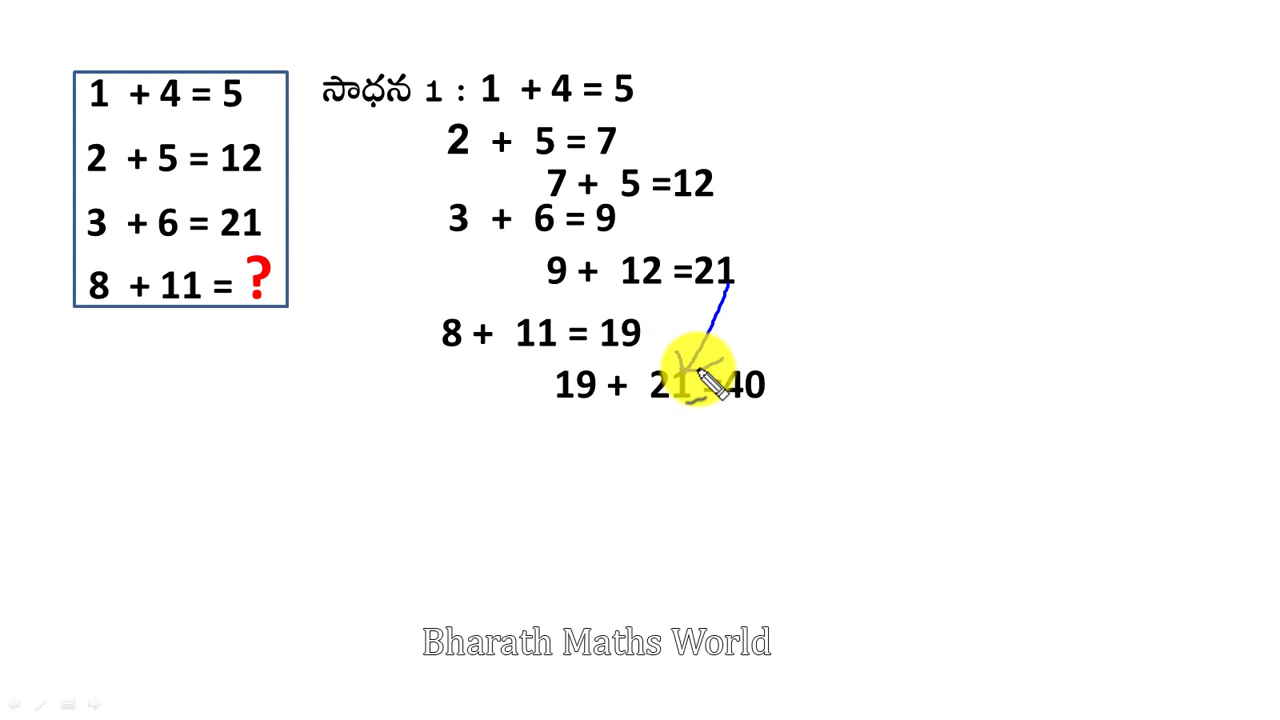 1 + 4 = 5
2 + 5 = 12
3 + 6 = 21
8 + 11 = ?
సాధన 1 : 1 + 4 = 5
2 + 5 = 7
7 + 5 =12
3 + 6 = 9
9 + 12 =21
8 + 11 = 19
19 + 21 =40
Bharath Maths World